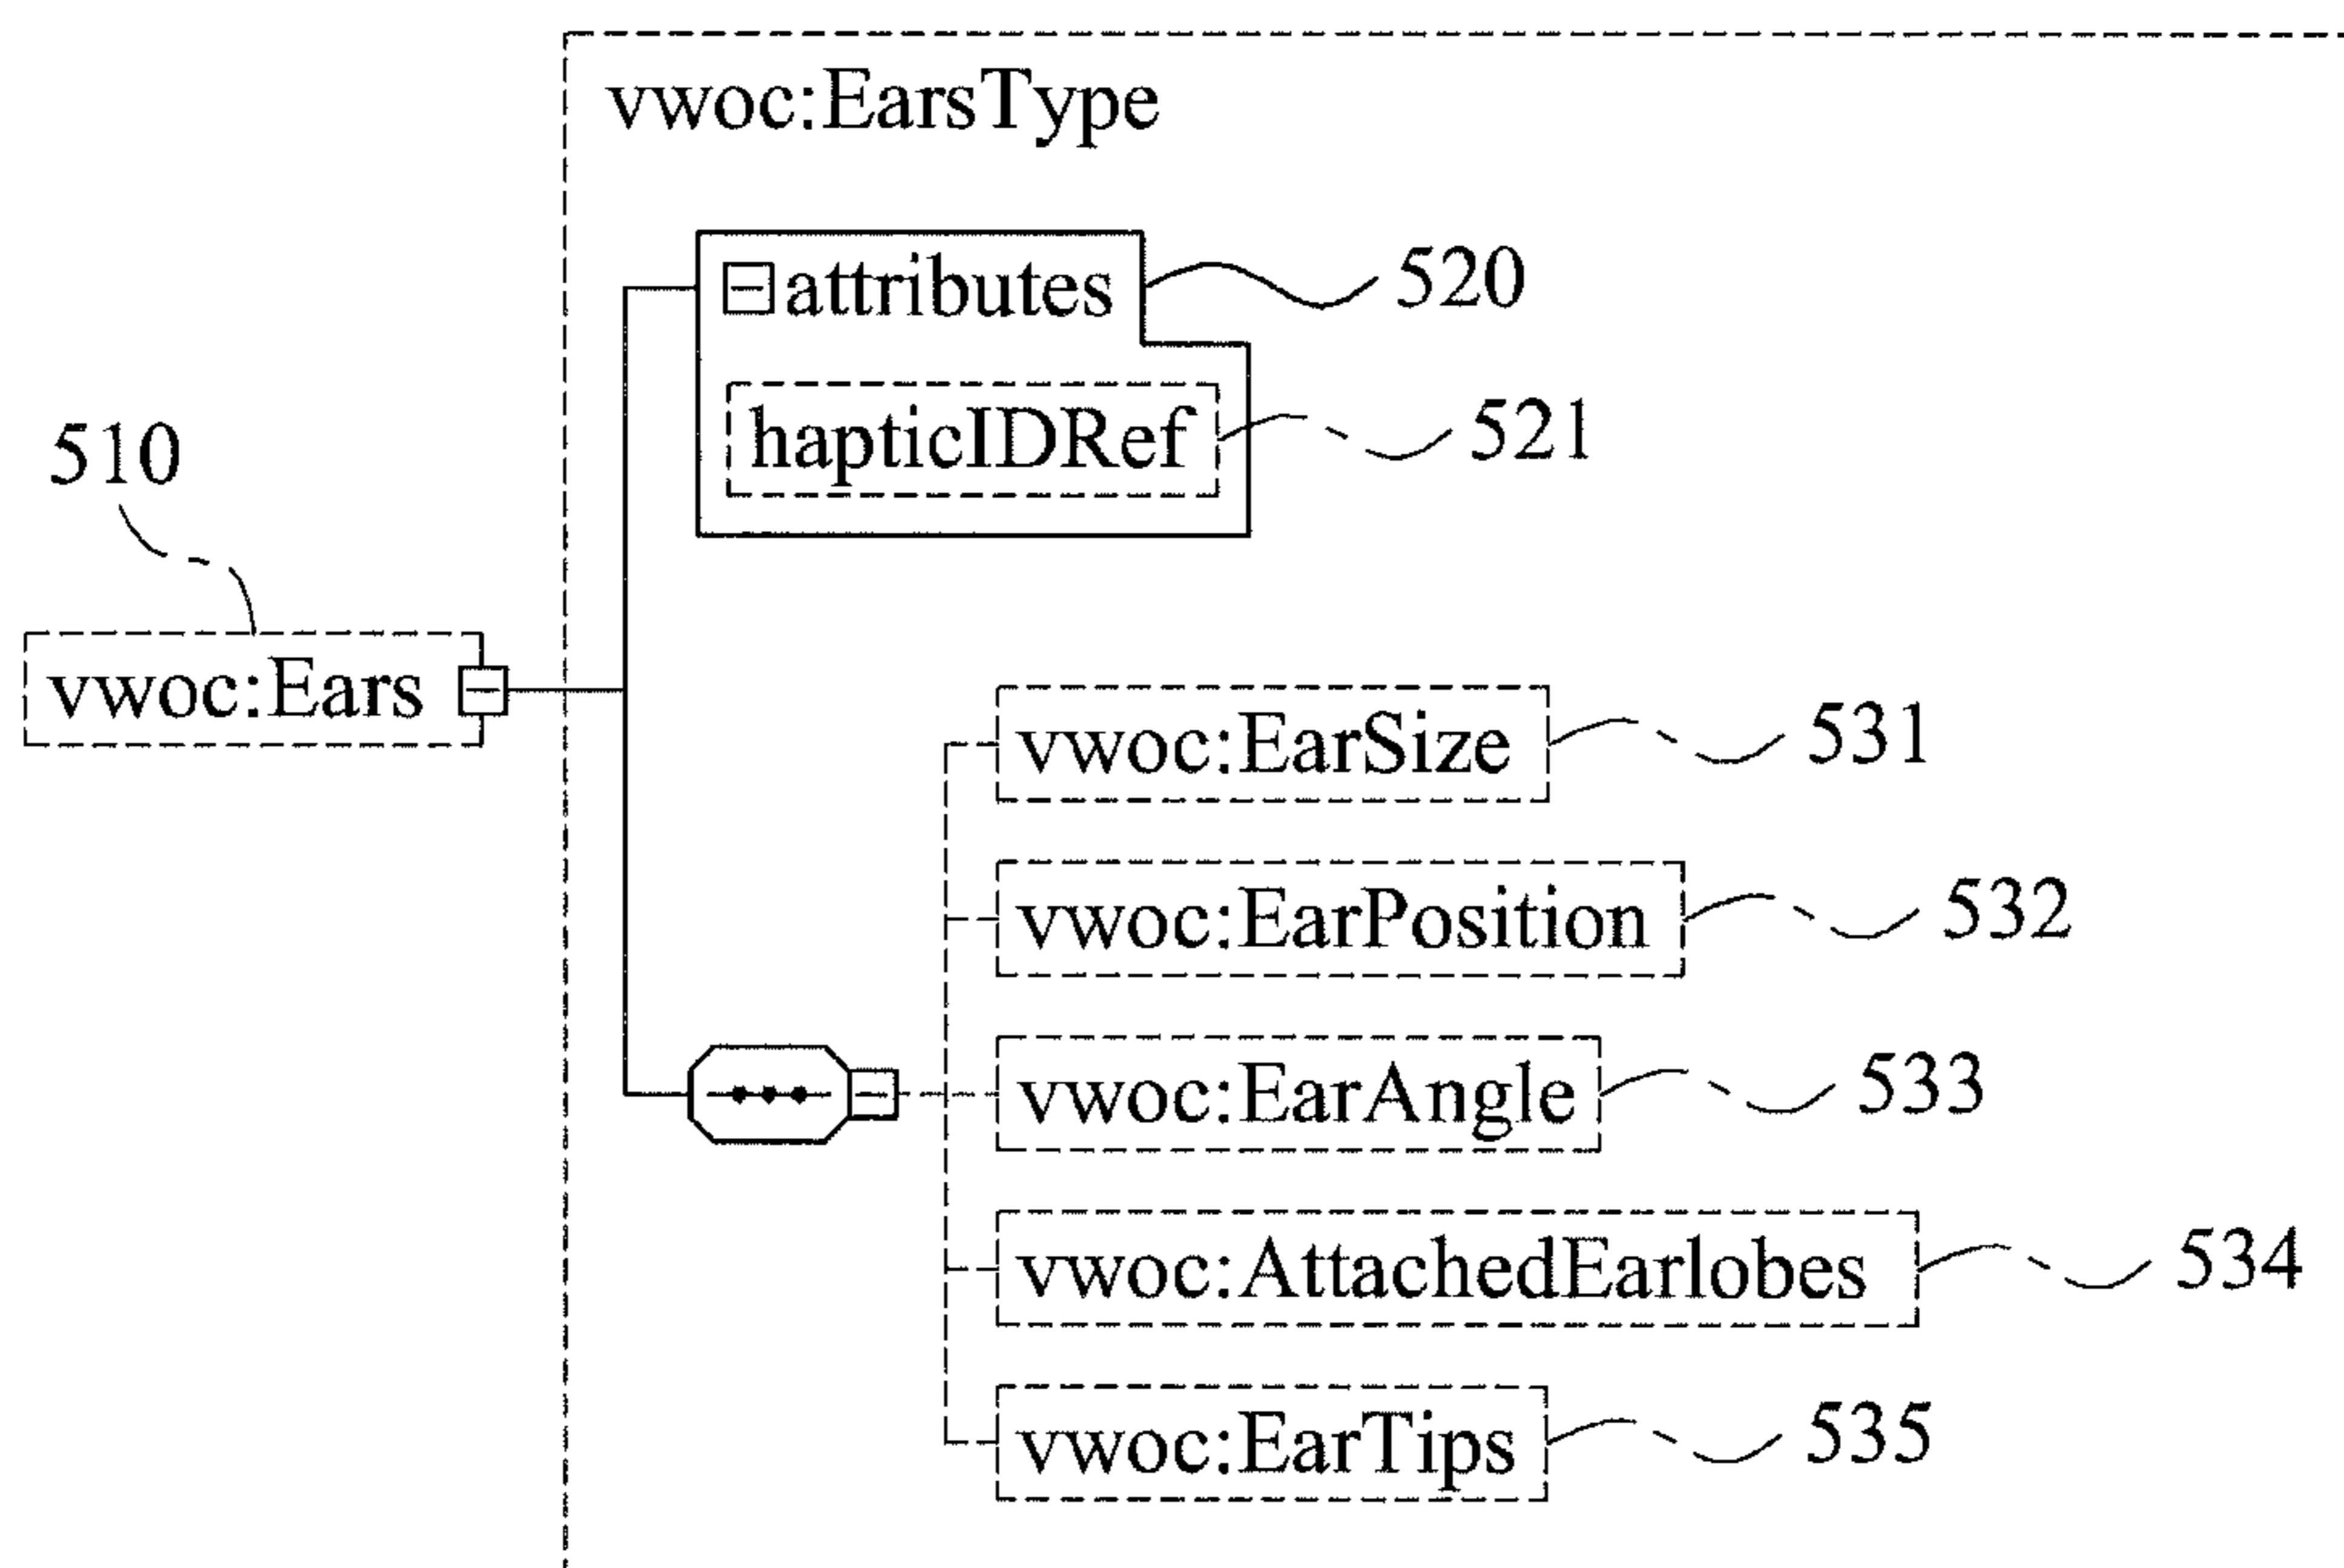 vwoc:EarsType
attributes 520
hapticIDRef 521
510
vwoc:Ears
vwoc:EarSize 531
vwoc:EarPosition 532
vwoc:EarAngle 533
vwoc:AttachedEarlobes 534
vwoc:EarTips 535